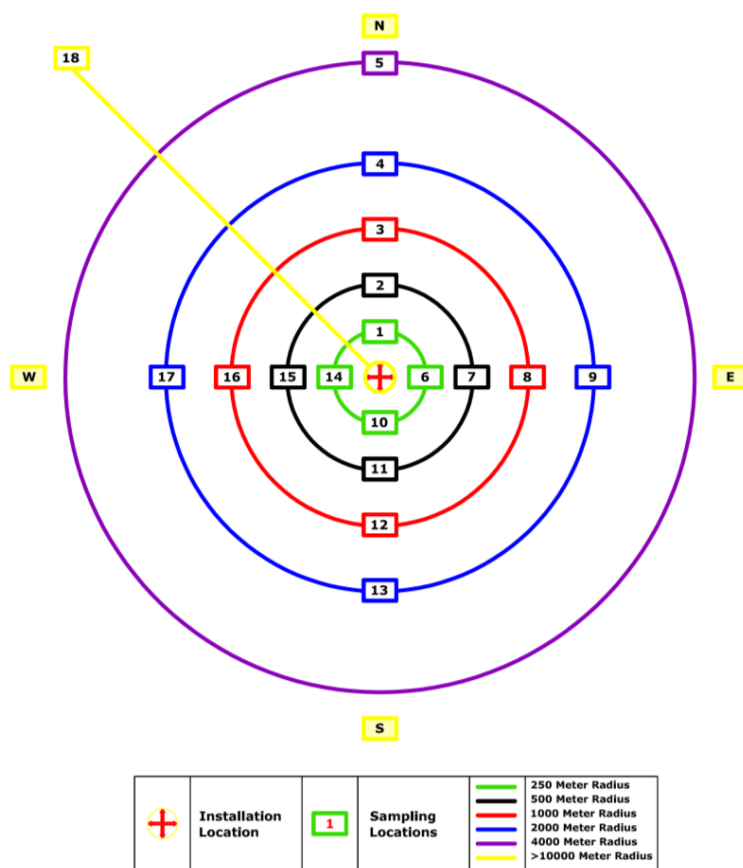 N
18
5
4
3
2
1
W
17
16
15
14
6
7
8
9
E
10
11
12
13
S
Installation
Location
1
Sampling
Locations
250 Meter Radius
500 Meter Radius
1000 Meter Radius
2000 Meter Radius
4000 Meter Radius
>10000 Meter Radius